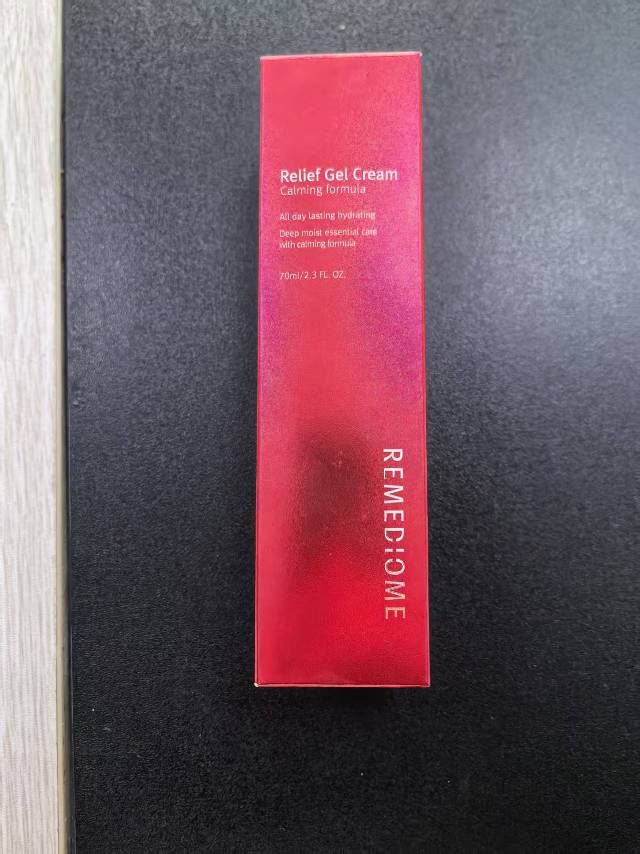 Relief Gel Cream
Calming formula
All day lasting hydrating
Deep moist essential care
with calming formula
70ml/2.3 FL. OZ.
REMEDIOME